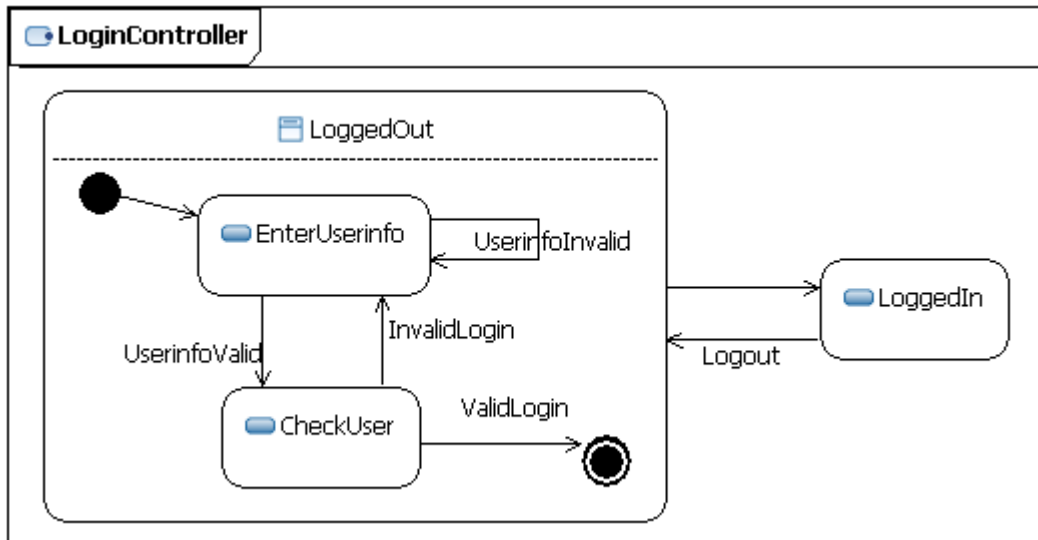 LoginController
LoggedOut
EnterUserinfo
UserinfoInvalid
LoggedIn
InvalidLogin
UserinfoValid
Logout
ValidLogin
CheckUser